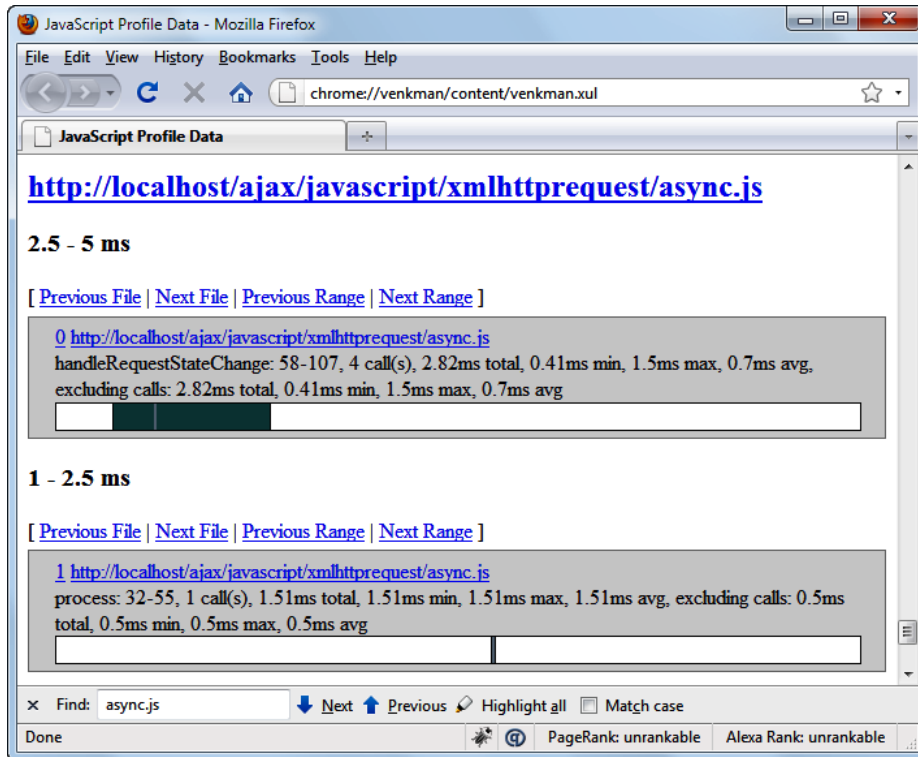 JavaScript Profile Data - Mozilla Firefox
File Edit View History Bookmarks Tools Help
chrome://venkman/content/venkman.xul
JavaScript Profile Data
http://localhost/ajax/javascript/xmlhttprequest/async.js
2.5 - 5 ms
[ Previous File | Next File | Previous Range | Next Range ]
0 http://localhost/ajax/javascript/xmlhttprequest/async.js
handleRequestStateChange: 58-107, 4 call(s), 2.82ms total, 0.41ms min, 1.5ms max, 0.7ms avg,
excluding calls: 2.82ms total, 0.41ms min, 1.5ms max, 0.7ms avg
1 - 2.5 ms
[ Previous File | Next File | Previous Range | Next Range ]
1 http://localhost/ajax/javascript/xmlhttprequest/async.js
process: 32-55, 1 call(s), 1.51ms total, 1.51ms min, 1.51ms max, 1.51ms avg, excluding calls: 0.5ms
total, 0.5ms min, 0.5ms max, 0.5ms avg
× Find: async.js Next Previous Highlight all Match case
Done PageRank: unrankable Alexa Rank: unrankable